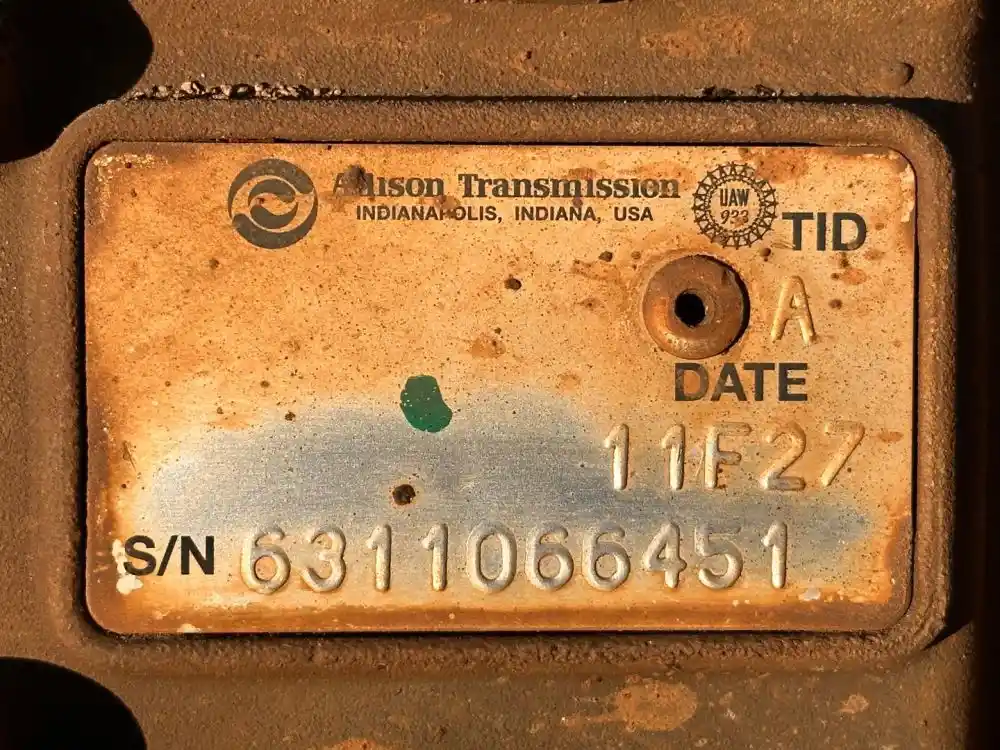 Allison Transmission
INDIANAPOLIS, INDIANA, USA
UAW
933
TID
A
DATE
11F27
S/N 6311066451